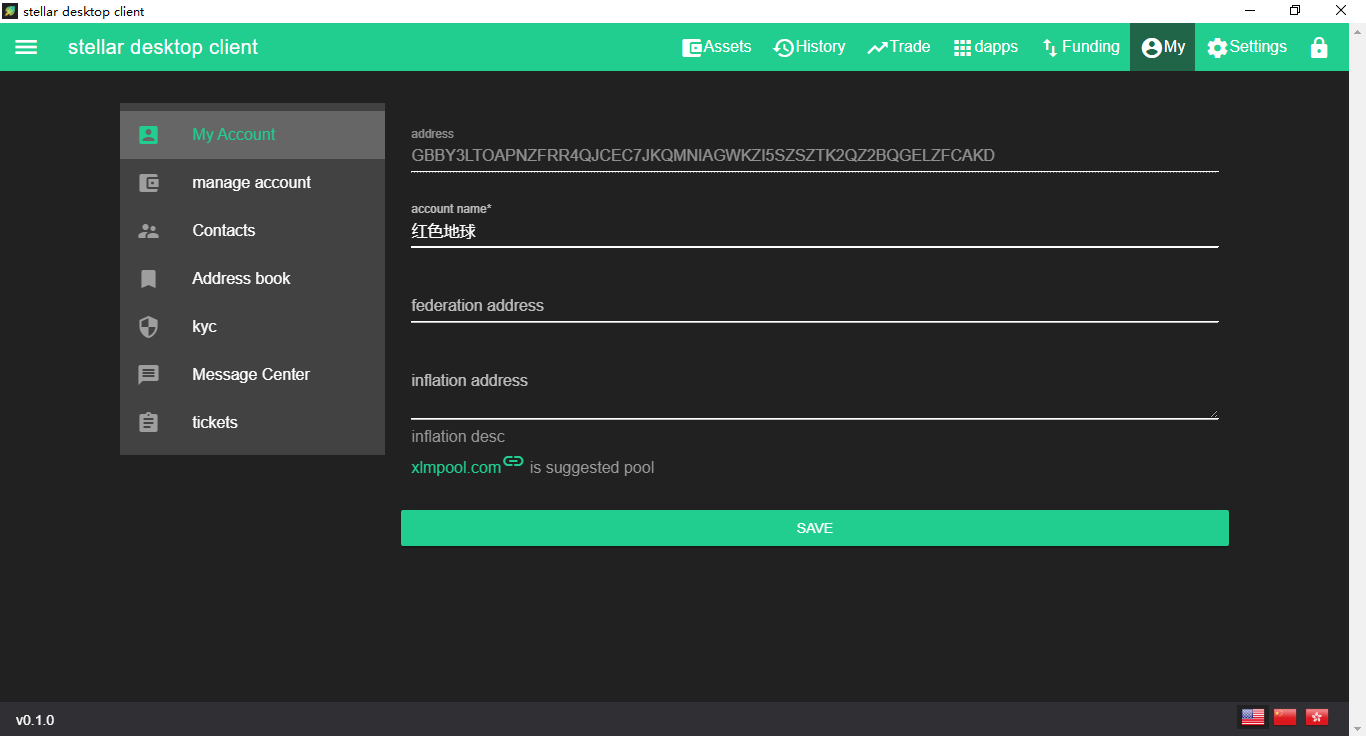 stellar desktop client
stellar desktop client
Assets
History
Trade
dapps
Funding
My
Settings
My Account
manage account
Contacts
Address book
kyc
Message Center
tickets
address
GBBY3LTOAPNZFRR4QJCEC7JKQMNIAGWKZI5SZSZTK2QZ2BQGELZFCAKD
account name*
红色地球
federation address
inflation address
inflation desc
xlmpool.com is suggested pool
SAVE
v0.1.0